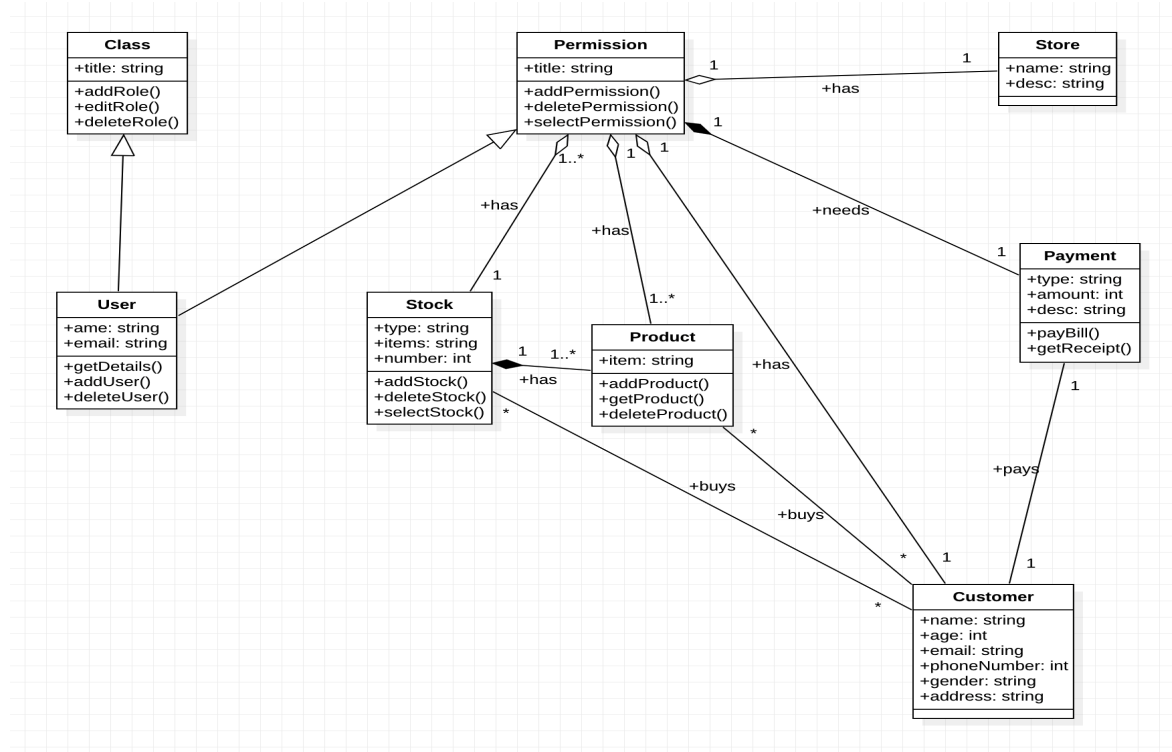 Class
+title: string
+addRole()
+editRole()
+deleteRole()
Permission
+title: string
+addPermission()
+deletePermission()
+selectPermission()
Store
+name: string
+desc: string
1
1
+has
1
1..*
1
1
+has
+has
+needs
1
1
1..*
Payment
+type: string
+amount: int
+desc: string
+payBill()
+getReceipt()
User
+ame: string
+email: string
+getDetails()
+addUser()
+deleteUser()
Stock
+type: string
+items: string
+number: int
+addStock()
+deleteStock()
+selectStock()
1
1..*
+has
Product
+item: string
+addProduct()
+getProduct()
+deleteProduct()
+has
1
*
*
+pays
+buys
+buys
*
1
1
*
Customer
+name: string
+age: int
+email: string
+phoneNumber: int
+gender: string
+address: string